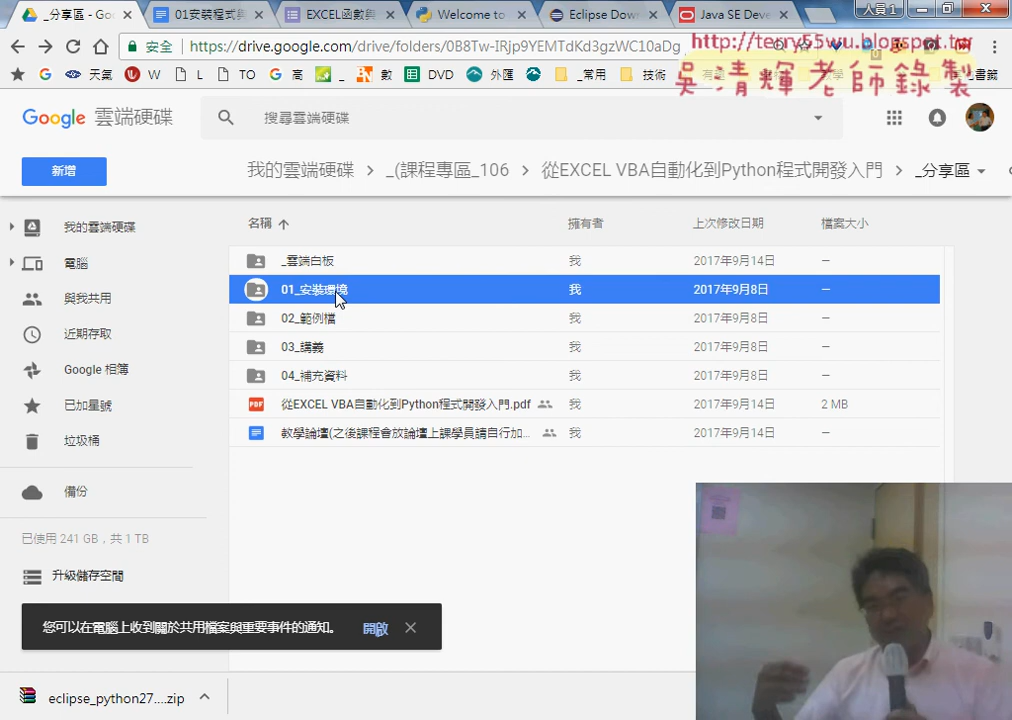 _分享區 - Go
01安裝程式與
EXCEL函數與
Welcome to
Eclipse Dow
Java SE Deve
人員 1
安全
https://drive.google.com/drive/folders/0B8Tw-IRjp9YEMTdKd3gzWC10aDg
http://terry55wu.blogspot.tw
天氣
W
L
TO
高
_
數
DVD
外匯
_常用
技術
吳清輝老師錄製
Google 雲端硬碟
搜尋雲端硬碟
新增
我的雲端硬碟 > _(課程專區_106 > 從EXCEL VBA自動化到Python程式開發入門 > _分享區
名稱 擁有者 上次修改日期 檔案大小
我的雲端硬碟
電腦
與我共用
近期存取
Google 相簿
已加星號
垃圾桶
備份
已使用 241 GB，共 1 TB
升級儲存空間
_雲端白板 我 2017年9月14日 –
01_安裝環境 我 2017年9月8日 –
02_範例檔 我 2017年9月8日 –
03_講義 我 2017年9月8日 –
04_補充資料 我 2017年9月8日 –
PDF 從EXCEL VBA自動化到Python程式開發入門.pdf 我 2017年9月14日 2 MB
教學論壇(之後課程會放論壇上課學員請自行加... 我 2017年9月14日 –
您可以在電腦上收到關於共用檔案與重要事件的通知。 開啟
eclipse_python27....zip